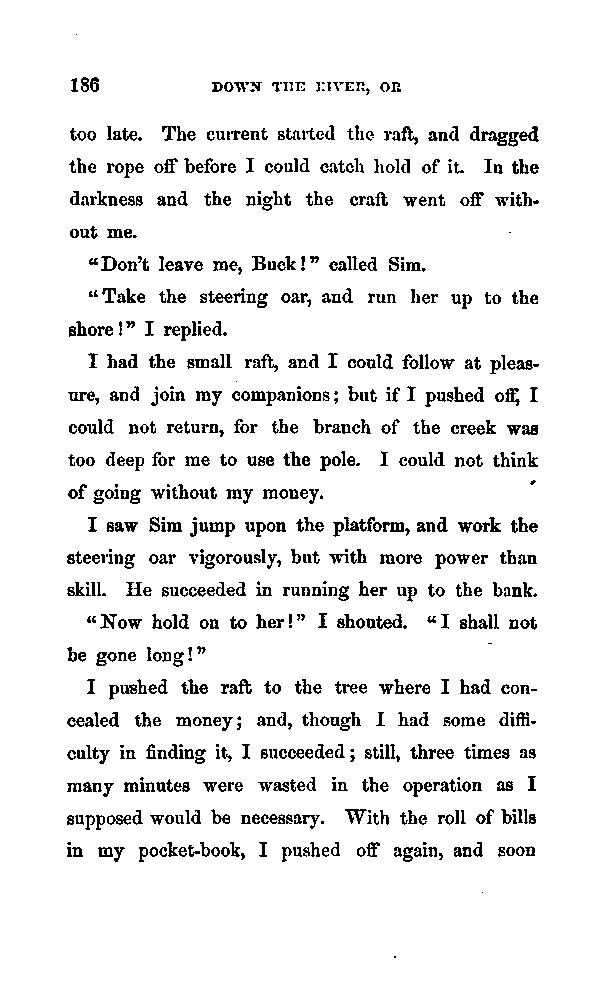 186 DOWN THE RIVER, OR
too late. The current started the raft, and dragged
the rope off before I could catch hold of it. In the
darkness and the night the craft went off with-
out me.
“Don’t leave me, Buck!” called Sim.
“Take the steering oar, and run her up to the
shore!” I replied.
I had the small raft, and I could follow at pleas-
ure, and join my companions; but if I pushed off, I
could not return, for the branch of the creek was
too deep for me to use the pole. I could not think
of going without my money.
I saw Sim jump upon the platform, and work the
steering oar vigorously, but with more power than
skill. He succeeded in running her up to the bank.
“Now hold on to her!” I shouted. “I shall not
be gone long!”
I pushed the raft to the tree where I had con-
cealed the money; and, though I had some diffi-
culty in finding it, I succeeded; still, three times as
many minutes were wasted in the operation as I
supposed would be necessary. With the roll of bills
in my pocket-book, I pushed off again, and soon